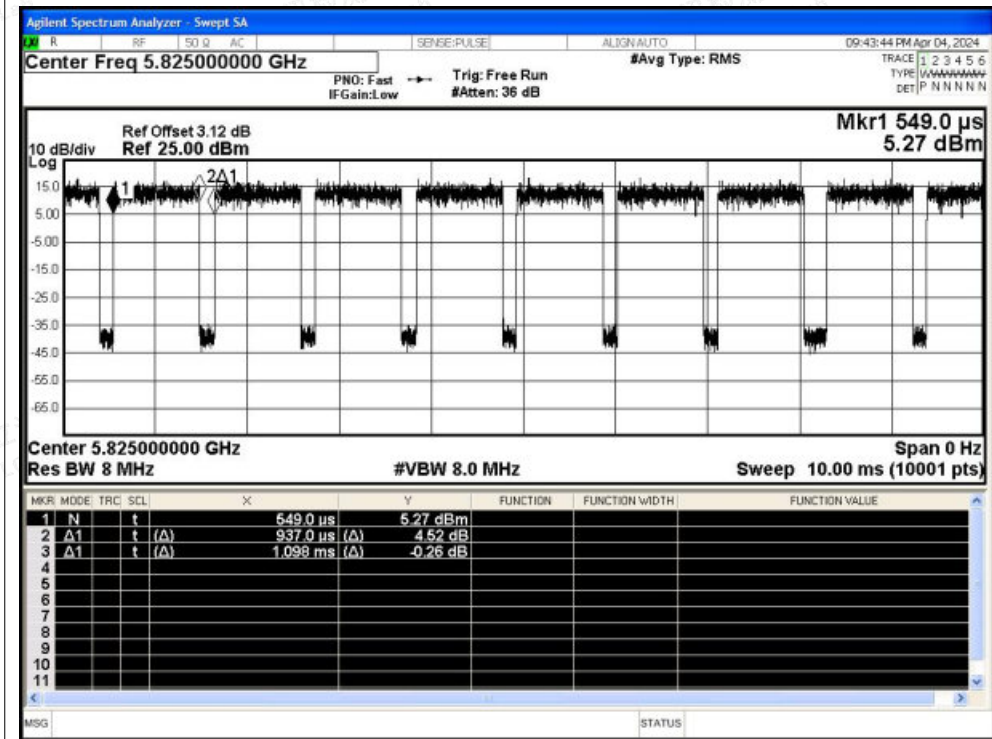 Agilent Spectrum Analyzer - Swept SA
R RF 50 Ω AC SENSE:PULSE ALIGNAUTO 09:43:44 PM Apr 04, 2024
Center Freq 5.825000000 GHz #Avg Type: RMS TRACE 1 2 3 4 5 6
PNO: Fast Trig: Free Run TYPE
IFGain:Low #Atten: 36 dB DET P N N N N N
Mkr1 549.0 µs
Ref Offset 3.12 dB
10 dB/div Ref 25.00 dBm 5.27 dBm
Log
15.0
1 2Δ1
5.00
-5.00
-15.0
-25.0
-35.0
-45.0
-55.0
-65.0
Center 5.825000000 GHz Span 0 Hz
Res BW 8 MHz #VBW 8.0 MHz Sweep 10.00 ms (10001 pts)
MKR MODE TRC SCL X Y FUNCTION FUNCTION WIDTH FUNCTION VALUE
1 N t 549.0 µs 5.27 dBm
2 Δ1 t (Δ) 937.0 µs (Δ) 4.52 dB
3 Δ1 t (Δ) 1.098 ms (Δ) -0.26 dB
4
5
6
7
8
9
10
11
MSG STATUS